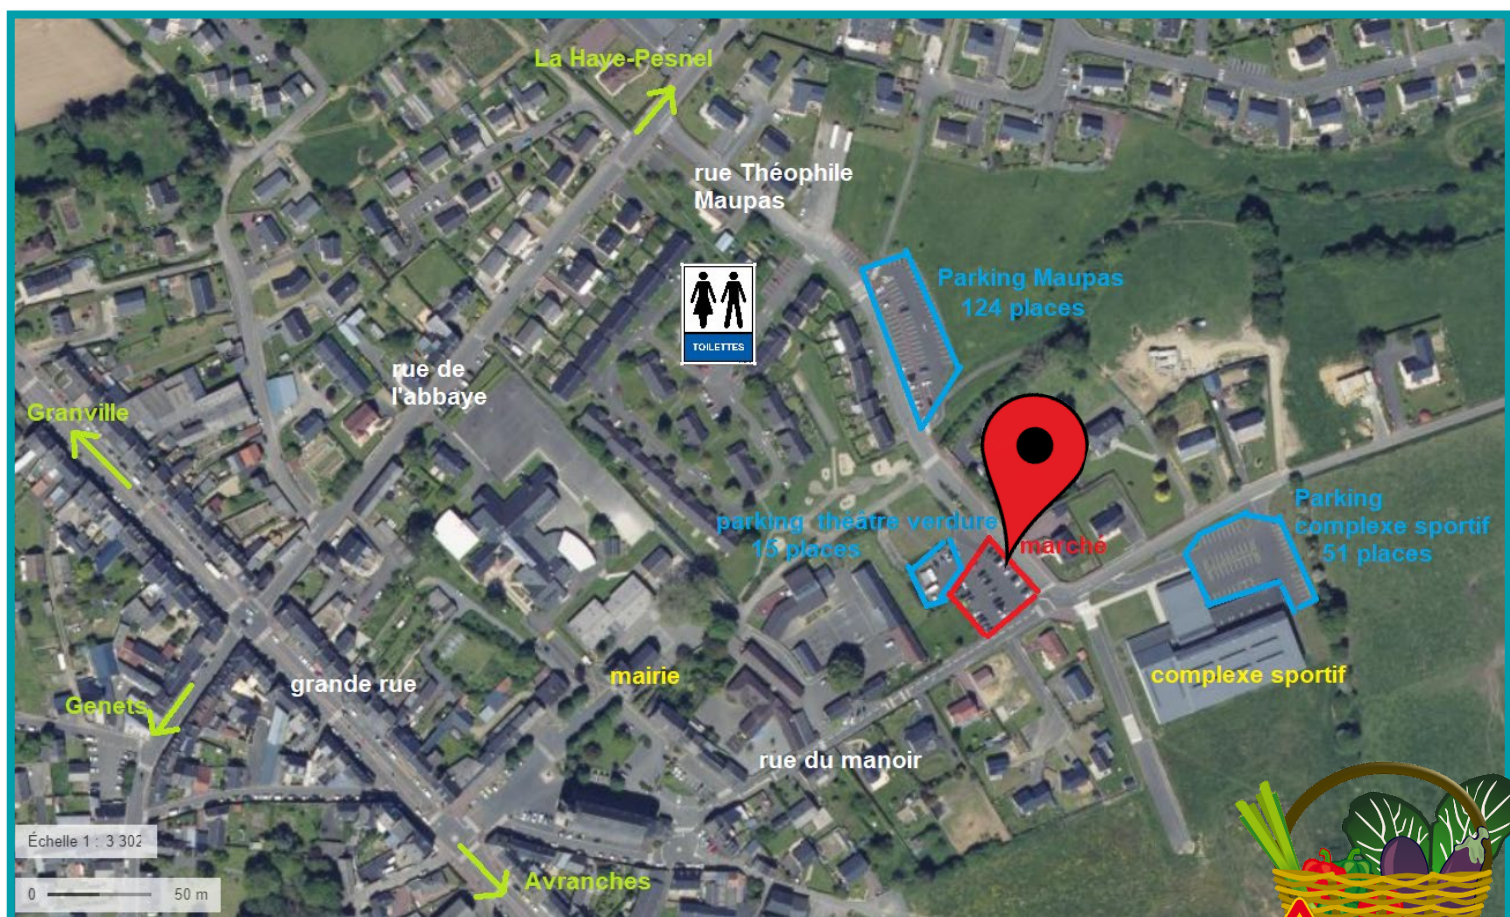 La Haye-Pesnel
rue Théophile
Maupas
Parking Maupas
124 places
TOILETTES
rue de
l'abbaye
Granville
Parking
complexe sportif
51 places
parking théâtre verdure
15 places
marché
mairie
complexe sportif
grande rue
Genets
rue du manoir
Échelle 1 : 3 302
Avranches
0 50 m